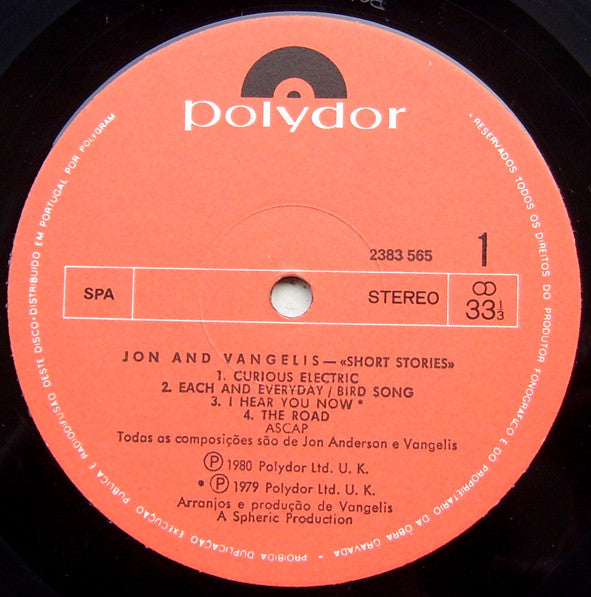 polydor
2383 565
1
SPA
STEREO
33 1/3
JON AND VANGELIS — «SHORT STORIES»
1. CURIOUS ELECTRIC
2. EACH AND EVERYDAY / BIRD SONG
3. I HEAR YOU NOW *
4. THE ROAD
ASCAP
Todas as composições são de Jon Anderson e Vangelis
Ⓟ 1980 Polydor Ltd. U. K.
* Ⓟ 1979 Polydor Ltd. U. K.
Arranjos e produção de Vangelis
A Spheric Production
• RESERVADOS TODOS OS DIREITOS DO PRODUTOR FONOGRÁFICO E DO PROPRIETÁRIO DA OBRA GRAVADA • PROIBIDA DUPLICAÇÃO EXECUÇÃO PÚBLICA E RADIODIFUSÃO DESTE DISCO • DISTRIBUIDO EM PORTUGAL POR POLYGRAM